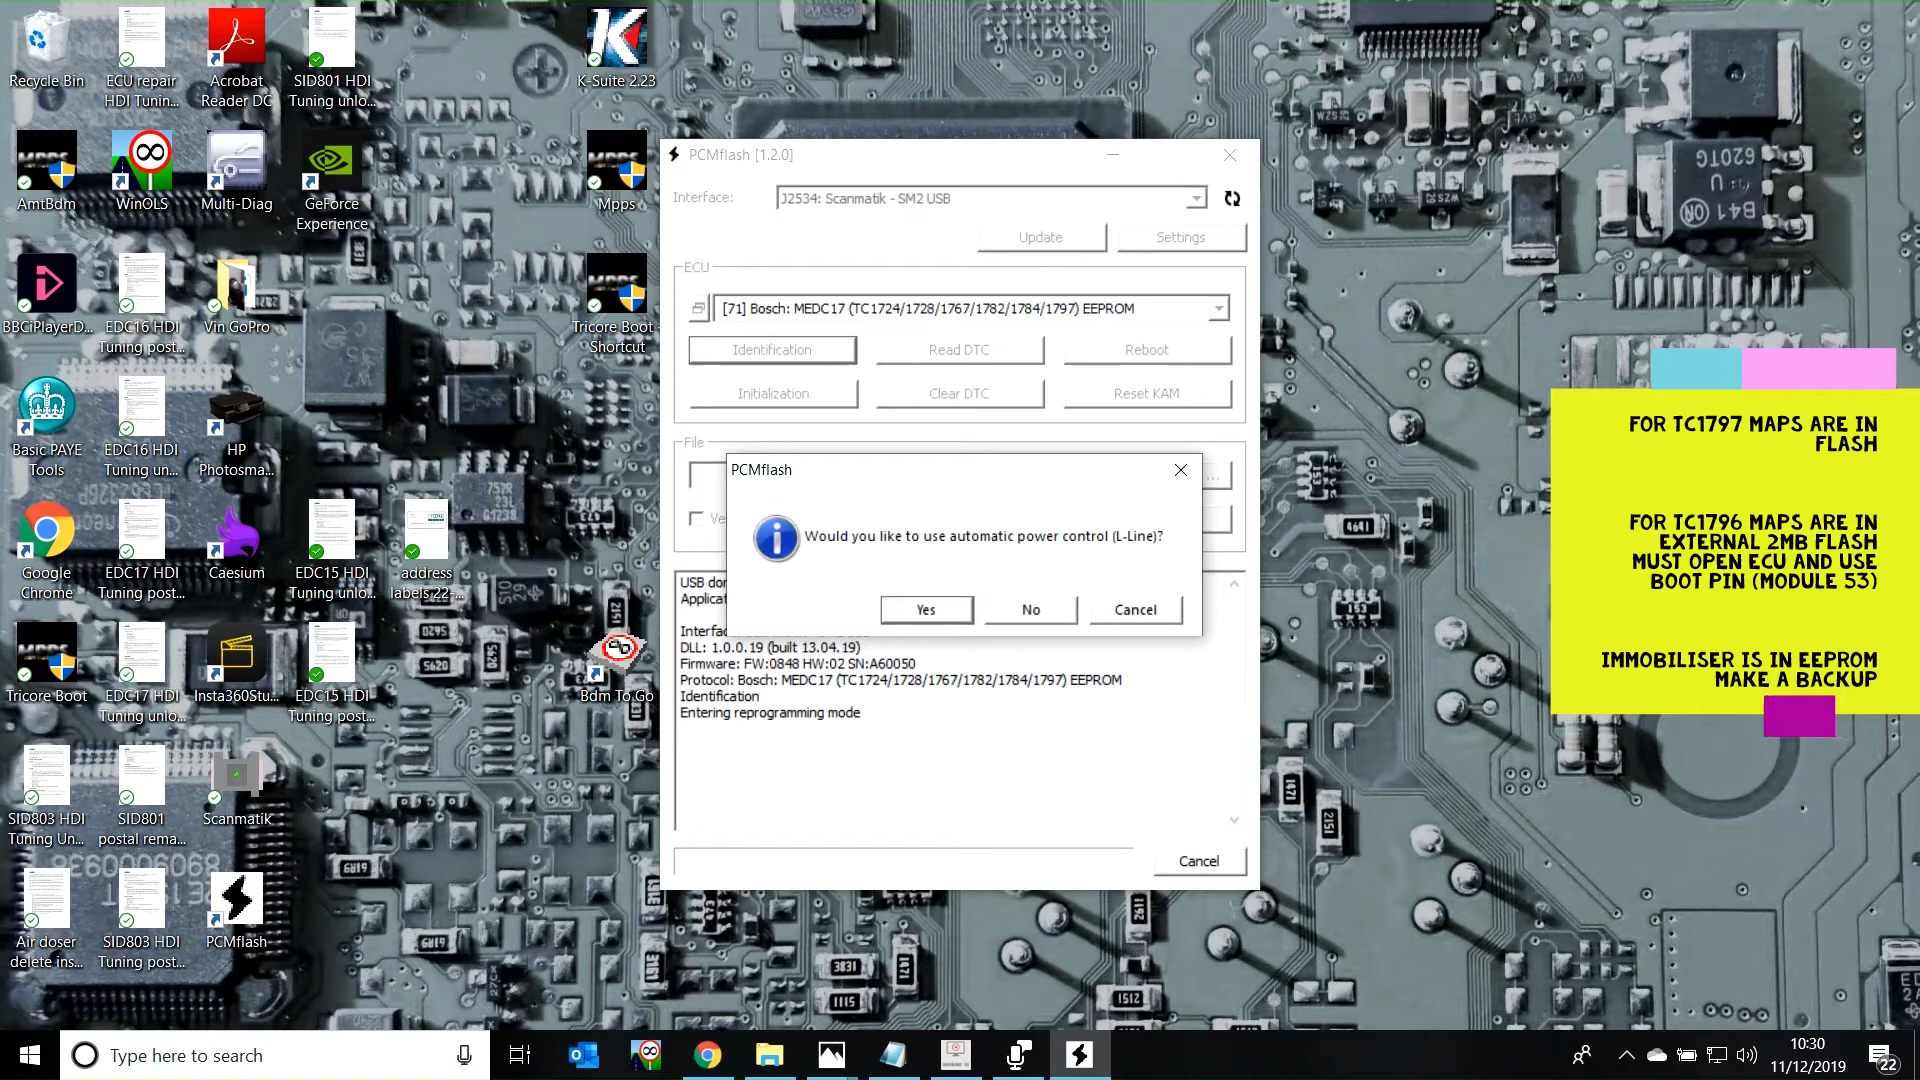 Recycle Bin
ECU repair
HDI Tunin...
Acrobat
Reader DC
SID801 HDI
Tuning unlo...
K-Suite 2.23
AmtBdm
WinOLS
Multi-Diag
GeForce
Experience
Mpps
BBCiPlayerD...
EDC16 HDI
Tuning post...
Vin GoPro
Tricore Boot -
Shortcut
Basic PAYE
Tools
EDC16 HDI
Tuning un...
HP
Photosma...
Google
Chrome
EDC17 HDI
Tuning post...
Caesium
EDC15 HDI
Tuning unlo...
address
labels 22-...
Tricore Boot
EDC17 HDI
Tuning unlo...
Insta360Stu...
EDC15 HDI
Tuning post...
Bdm To Go
SID803 HDI
Tuning Un...
SID801
postal rema...
Scanmatik
Air doser
delete ins...
SID803 HDI
Tuning post...
PCMflash
PCMflash [1.2.0]
Interface:
J2534: Scanmatik - SM2 USB
Update
Settings
ECU
[71] Bosch: MEDC17 (TC1724/1728/1767/1782/1784/1797) EEPROM
Identification
Read DTC
Reboot
Initialization
Clear DTC
Reset KAM
File
...
PCMflash
Would you like to use automatic power control (L-Line)?
Yes
No
Cancel
DLL: 1.0.0.19 (built 13.04.19)
Firmware: FW:0848 HW:02 SN:A60050
Protocol: Bosch: MEDC17 (TC1724/1728/1767/1782/1784/1797) EEPROM
Identification
Entering reprogramming mode
Cancel
FOR TC1797 MAPS ARE IN
FLASH
FOR TC1796 MAPS ARE IN
EXTERNAL 2MB FLASH
MUST OPEN ECU AND USE
BOOT PIN (MODULE 53)
IMMOBILISER IS IN EEPROM
MAKE A BACKUP
Type here to search
10:30
11/12/2019
22